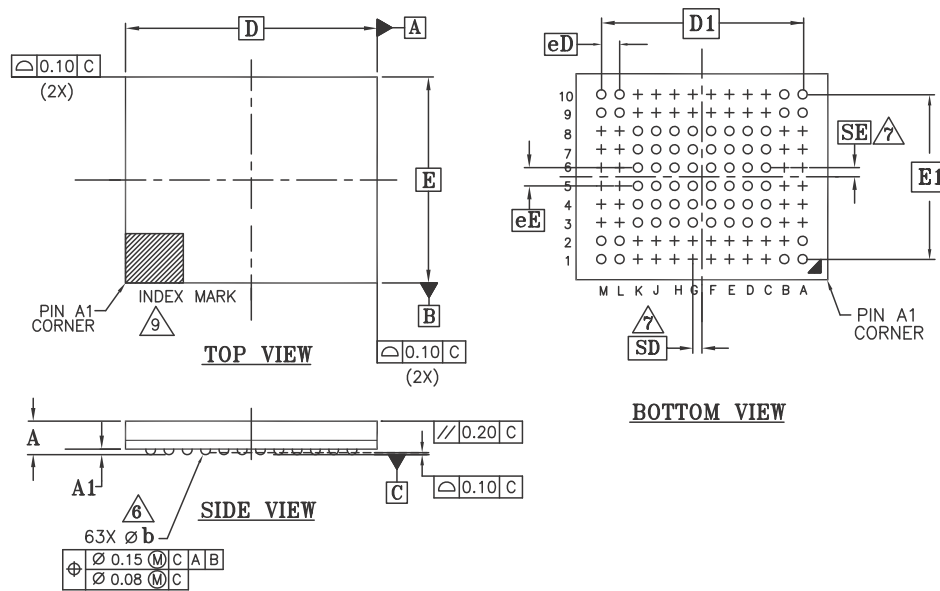 D
A
⌓ 0.10 C
(2X)
E
PIN A1
CORNER
INDEX MARK
9
B
TOP VIEW
⌓ 0.10 C
(2X)
D1
eD
10
9
8
7
6
5
4
3
2
1
SE 7
E1
eE
M L K J H G F E D C B A
7
SD
PIN A1
CORNER
BOTTOM VIEW
A
A1
// 0.20 C
C
⌓ 0.10 C
SIDE VIEW
6
63X Ø b
⌖ Ø 0.15 Ⓜ C A B
Ø 0.08 Ⓜ C